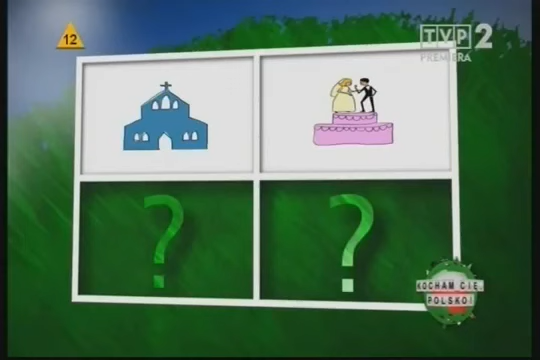 12
TVP2
PREMIERA
?
?
KOCHAM CIĘ,
POLSKO!